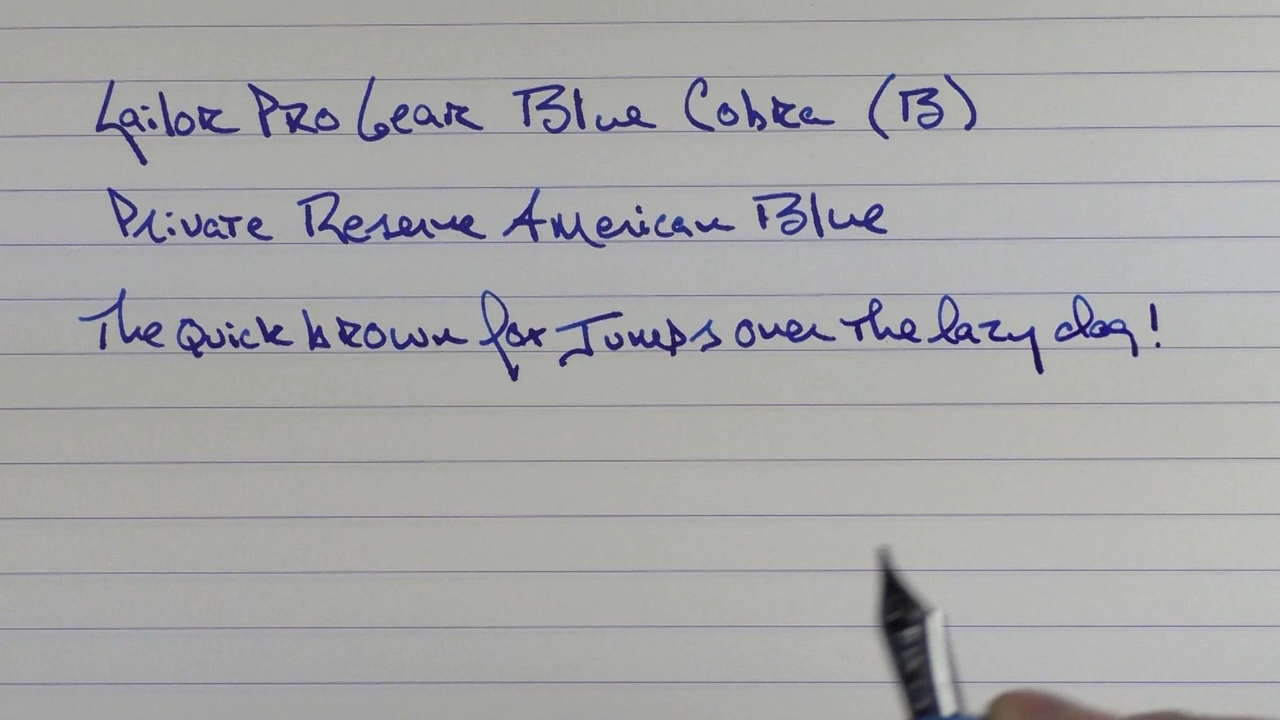 Sailor Pro Gear Blue Cobra (B)
Private Reserve American Blue
The Quick brown fox Jumps over The lazy dog!